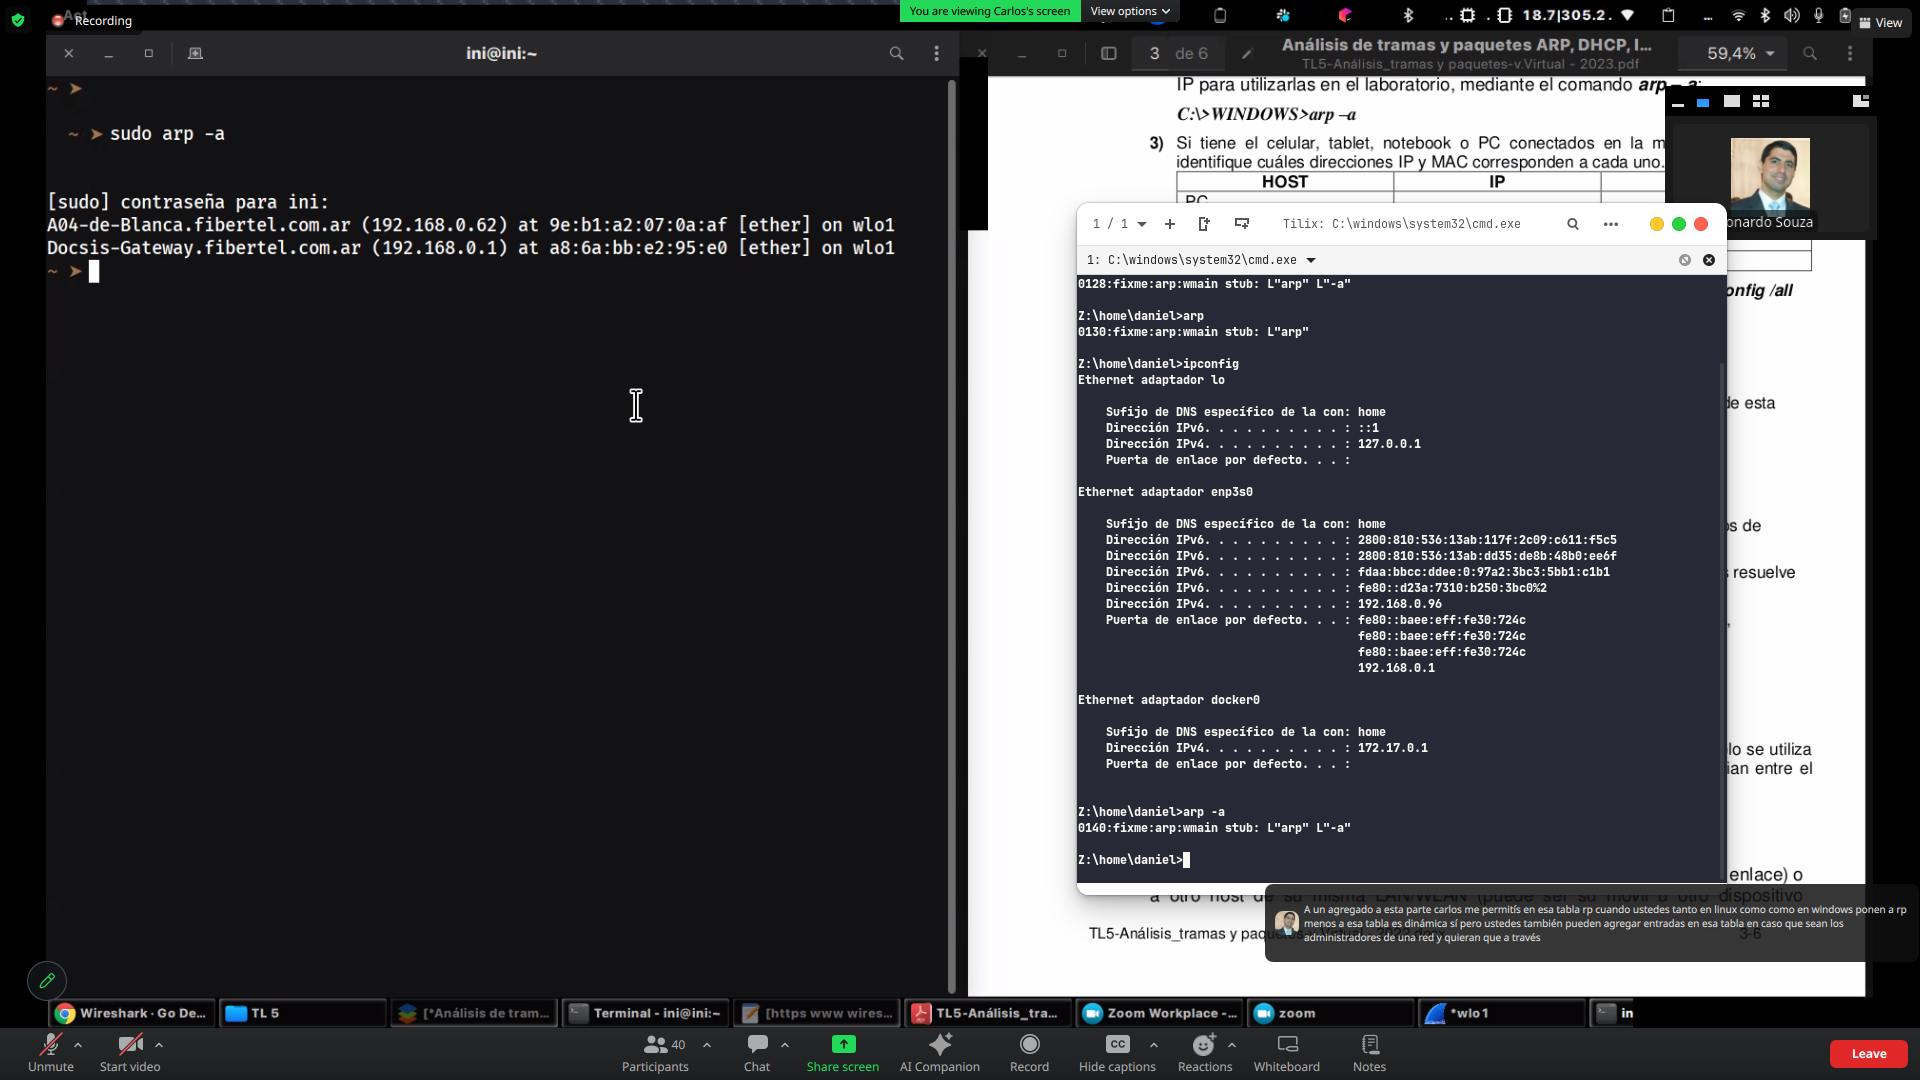 Recording
You are viewing Carlos's screen
View options
18.7|305.2.
View
ini@ini:~
~ ➤
~ ➤ sudo arp -a
[sudo] contraseña para ini:
A04-de-Blanca.fibertel.com.ar (192.168.0.62) at 9e:b1:a2:07:0a:af [ether] on wlo1
Docsis-Gateway.fibertel.com.ar (192.168.0.1) at a8:6a:bb:e2:95:e0 [ether] on wlo1
~ ➤
3 de 6
Análisis de tramas y paquetes ARP, DHCP, I...
TL5-Análisis_tramas y paquetes-v.Virtual - 2023.pdf
59,4%
IP para utilizarlas en el laboratorio, mediante el comando arp – a:
C:\>WINDOWS>arp –a
3) Si tiene el celular, tablet, notebook o PC conectados en la m
identifique cuáles direcciones IP y MAC corresponden a cada uno.
HOST IP
PC
onardo Souza
onfig /all
de esta
os de
resuelve
lo se utiliza
ian entre el
enlace) o
a otro host de su misma LAN/WLAN (puede ser su móvil u otro dispositivo
TL5-Análisis_tramas y paque
3-6
1 / 1
Tilix: C:\windows\system32\cmd.exe
1: C:\windows\system32\cmd.exe
0128:fixme:arp:wmain stub: L"arp" L"-a"
Z:\home\daniel>arp
0130:fixme:arp:wmain stub: L"arp"
Z:\home\daniel>ipconfig
Ethernet adaptador lo
Sufijo de DNS específico de la con: home
Dirección IPv6. . . . . . . . . . : ::1
Dirección IPv4. . . . . . . . . . : 127.0.0.1
Puerta de enlace por defecto. . . :
Ethernet adaptador enp3s0
Sufijo de DNS específico de la con: home
Dirección IPv6. . . . . . . . . . : 2800:810:536:13ab:117f:2c09:c611:f5c5
Dirección IPv6. . . . . . . . . . : 2800:810:536:13ab:dd35:de8b:48b0:ee6f
Dirección IPv6. . . . . . . . . . : fdaa:bbcc:ddee:0:97a2:3bc3:5bb1:c1b1
Dirección IPv6. . . . . . . . . . : fe80::d23a:7310:b250:3bc0%2
Dirección IPv4. . . . . . . . . . : 192.168.0.96
Puerta de enlace por defecto. . . : fe80::baee:eff:fe30:724c
fe80::baee:eff:fe30:724c
fe80::baee:eff:fe30:724c
192.168.0.1
Ethernet adaptador docker0
Sufijo de DNS específico de la con: home
Dirección IPv4. . . . . . . . . . : 172.17.0.1
Puerta de enlace por defecto. . . :
Z:\home\daniel>arp -a
0140:fixme:arp:wmain stub: L"arp" L"-a"
Z:\home\daniel>
A un agregado a esta parte carlos me permitís en esa tabla rp cuando ustedes tanto en linux como como en windows ponen a rp
menos a esa tabla es dinámica sí pero ustedes también pueden agregar entradas en esa tabla en caso que sean los
administradores de una red y quieran que a través
Wireshark · Go De...
TL 5
[*Análisis de tram...
Terminal - ini@ini:~
[https www wires...
TL5-Análisis_tra...
Zoom Workplace -...
zoom
*wlo1
in
Unmute
Start video
Participants 40
Chat
Share screen
AI Companion
Record
CC
Hide captions
Reactions
Whiteboard
Notes
Leave